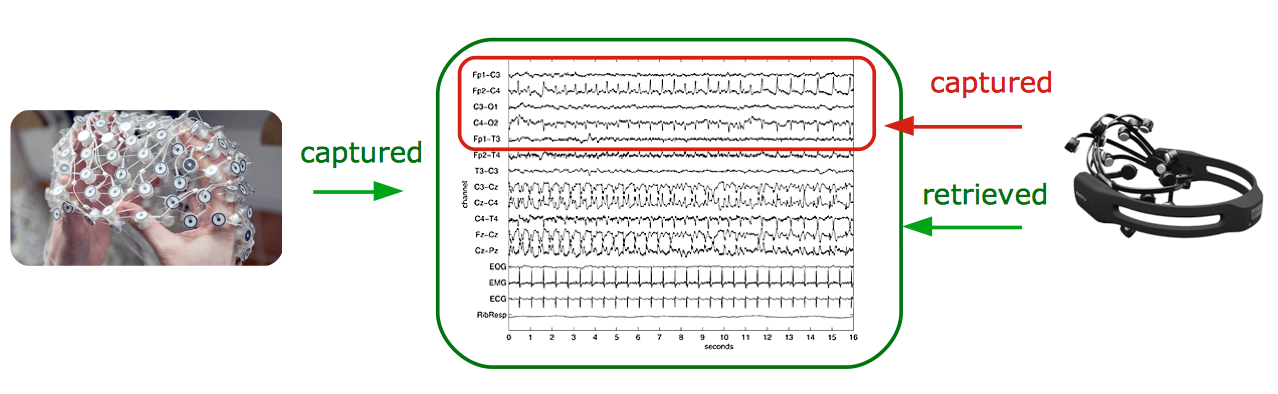 captured
Fp1-C3
Fp2-C4
C3-O1
C4-O2
Fp1-T3
Fp2-T4
T3-C3
C3-Cz
Cz-C4
C4-T4
Fz-Cz
Cz-Pz
EOG
EMG
ECG
RibResp
channel
0 1 2 3 4 5 6 7 8 9 10 11 12 13 14 15 16
seconds
captured
retrieved